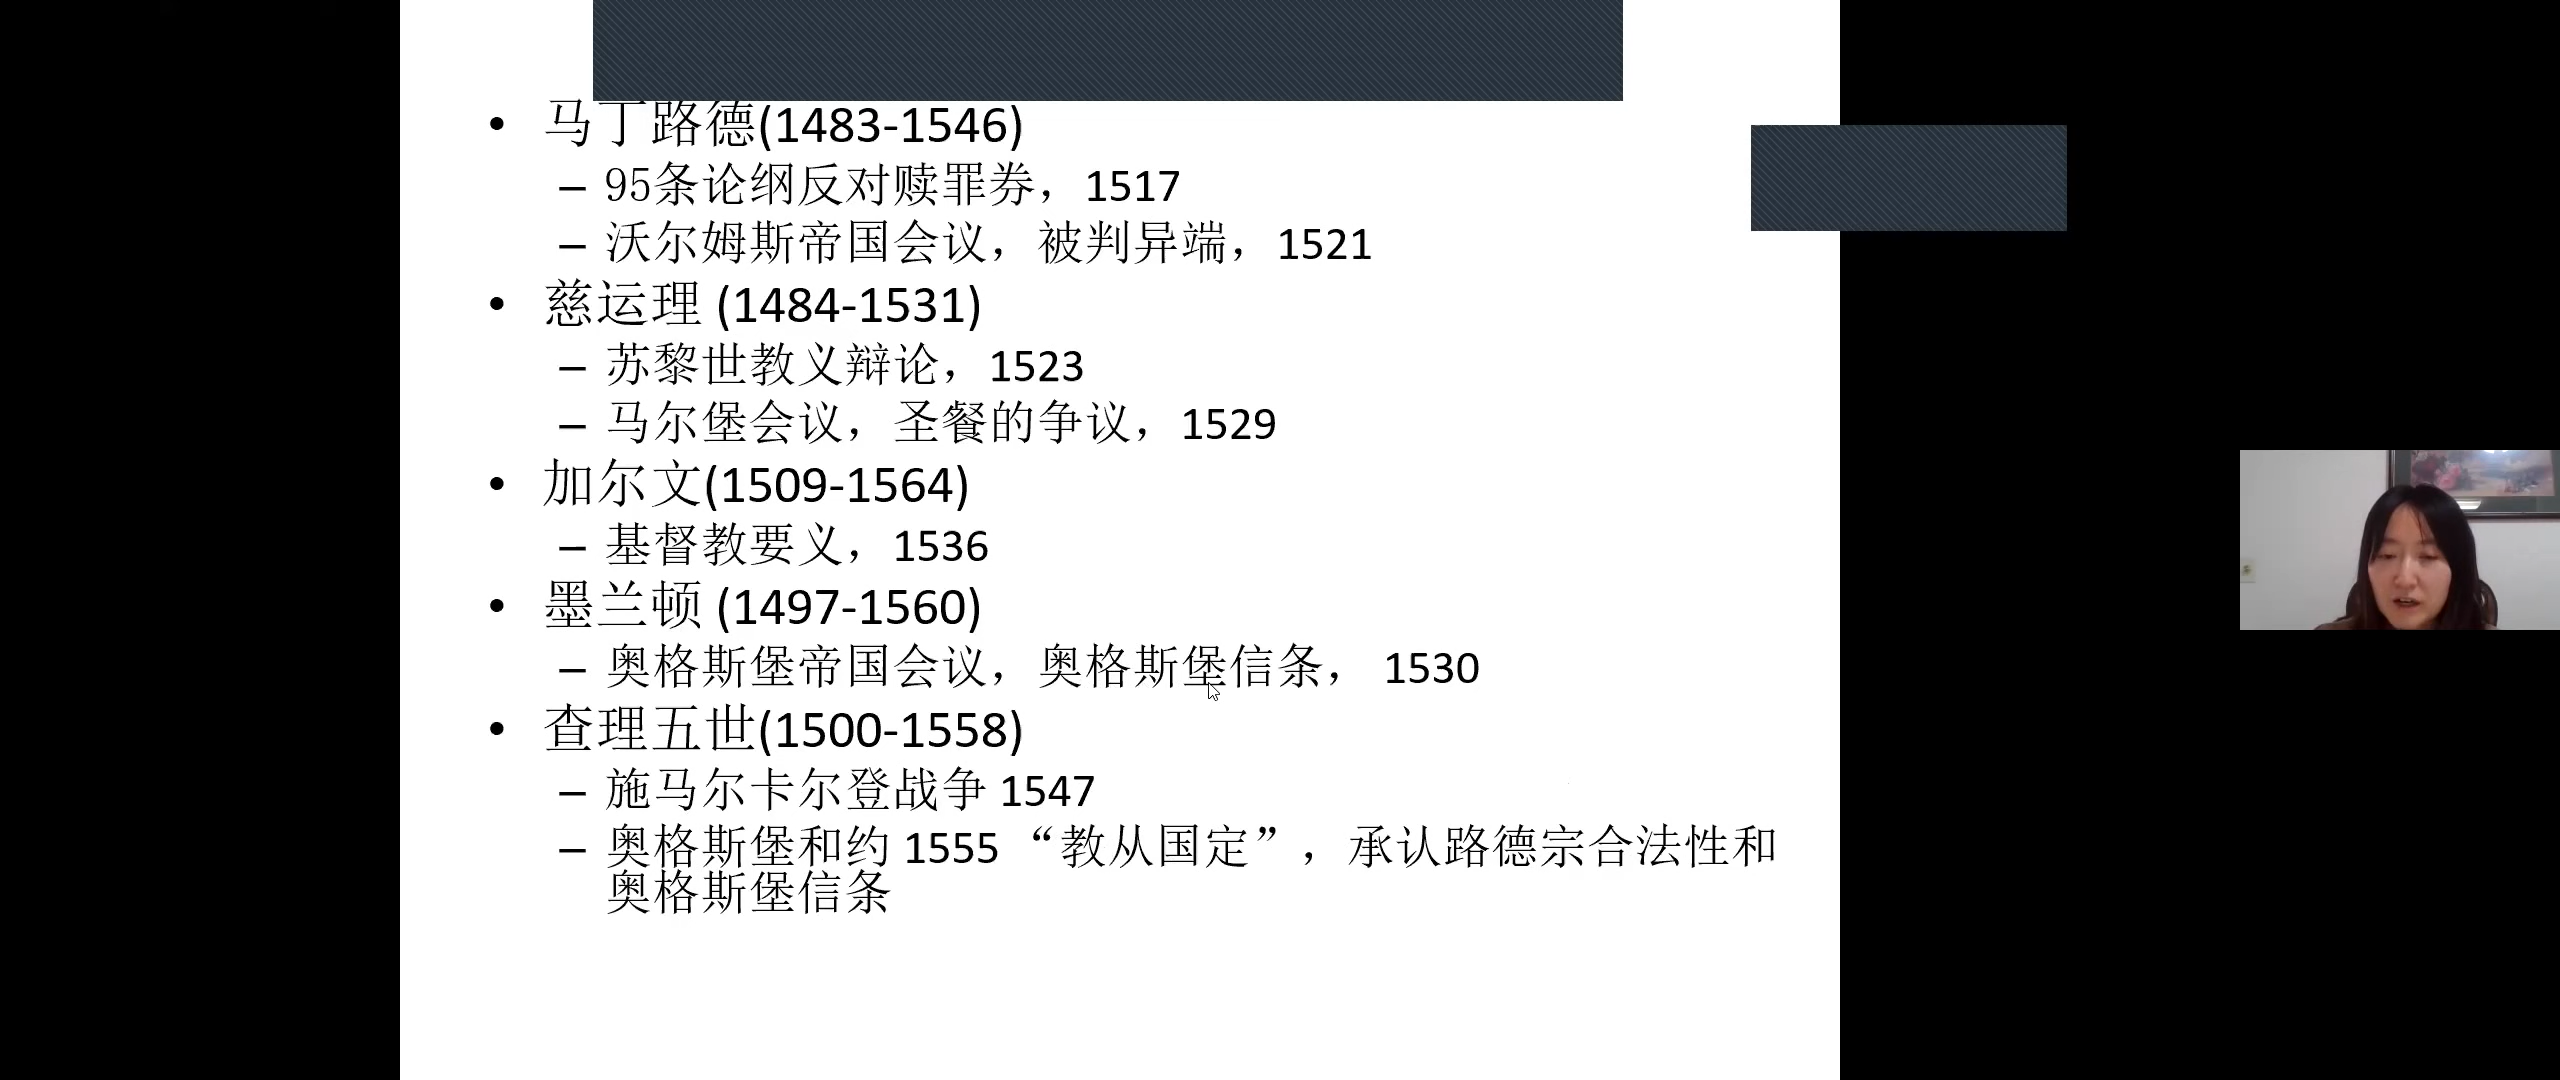 • 马丁路德(1483-1546)
– 95条论纲反对赎罪券，1517
– 沃尔姆斯帝国会议，被判异端，1521
• 慈运理 (1484-1531)
– 苏黎世教义辩论，1523
– 马尔堡会议，圣餐的争议，1529
• 加尔文(1509-1564)
– 基督教要义，1536
• 墨兰顿 (1497-1560)
– 奥格斯堡帝国会议，奥格斯堡信条， 1530
• 查理五世(1500-1558)
– 施马尔卡尔登战争 1547
– 奥格斯堡和约 1555 “教从国定”，承认路德宗合法性和
奥格斯堡信条